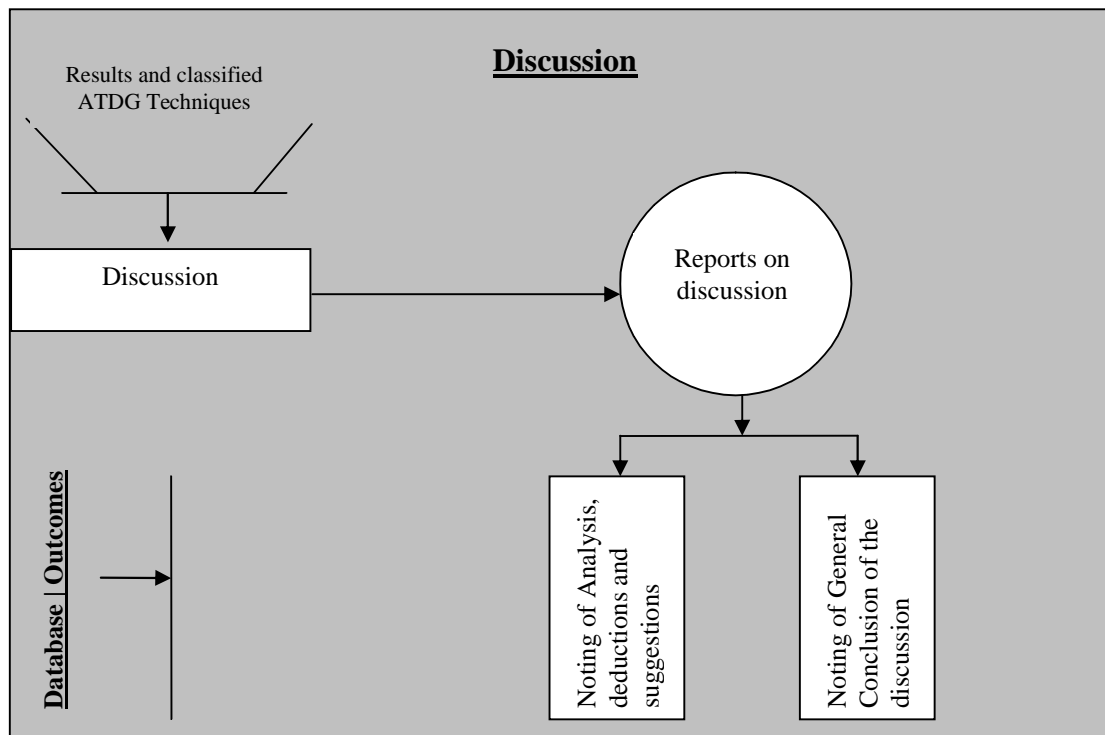 Discussion
Results and classified
ATDG Techniques
Discussion
Reports on
discussion
Database | Outcomes
Noting of Analysis,
deductions and
suggestions
Noting of General
Conclusion of the
discussion